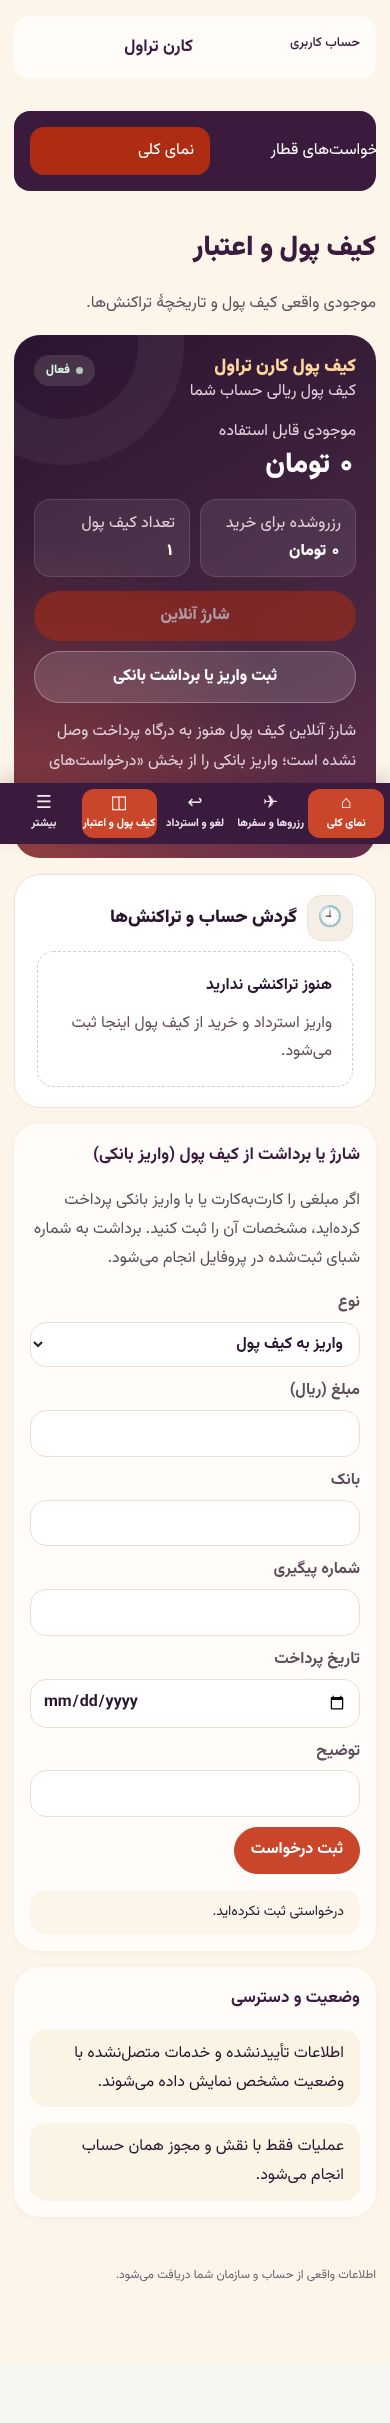 حساب کاربری
کارن تراول
خواست‌های قطار
نمای کلی
کیف پول و اعتبار
موجودی واقعی کیف پول و تاریخچهٔ تراکنش‌ها.
کیف پول کارن تراول
فعال
کیف پول ریالی حساب شما
موجودی قابل استفاده
۰ تومان
رزروشده برای خرید
۰ تومان
تعداد کیف پول
۱
شارژ آنلاین
ثبت واریز یا برداشت بانکی
شارژ آنلاین کیف پول هنوز به درگاه پرداخت وصل
نشده است؛ واریز بانکی را از بخش «درخواست‌های
نمای کلی
رزروها و سفرها
لغو و استرداد
کیف پول و اعتبار
بیشتر
گردش حساب و تراکنش‌ها
هنوز تراکنشی ندارید
واریز استرداد و خرید از کیف پول اینجا ثبت
می‌شود.
شارژ یا برداشت از کیف پول (واریز بانکی)
اگر مبلغی را کارت‌به‌کارت یا با واریز بانکی پرداخت
کرده‌اید، مشخصات آن را ثبت کنید. برداشت به شماره
شبای ثبت‌شده در پروفایل انجام می‌شود.
نوع
واریز به کیف پول
مبلغ (ریال)
بانک
شماره پیگیری
تاریخ پرداخت
mm/dd/yyyy
توضیح
ثبت درخواست
درخواستی ثبت نکرده‌اید.
وضعیت و دسترسی
اطلاعات تأییدنشده و خدمات متصل‌نشده با
وضعیت مشخص نمایش داده می‌شوند.
عملیات فقط با نقش و مجوز همان حساب
انجام می‌شود.
اطلاعات واقعی از حساب و سازمان شما دریافت می‌شود.